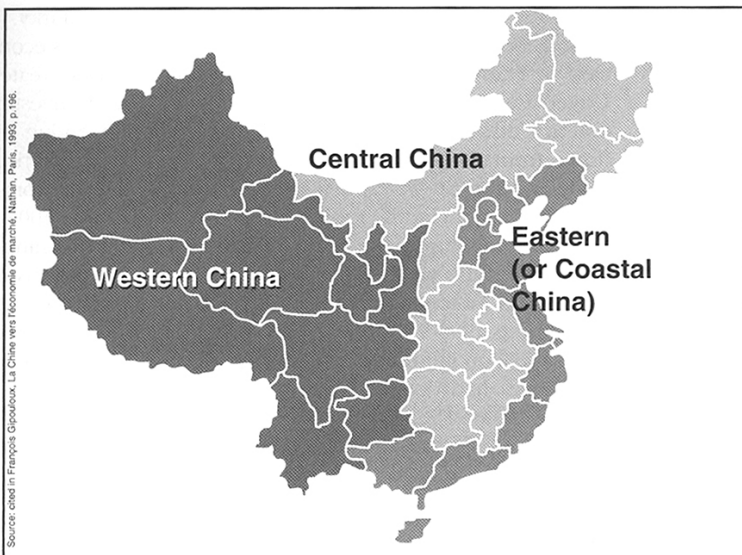 Central China
Eastern
(or Coastal
China)
Western China
Source: cited in François Gipouloux, La Chine vers l'économie de marché, Nathan, Paris, 1993, p.196.